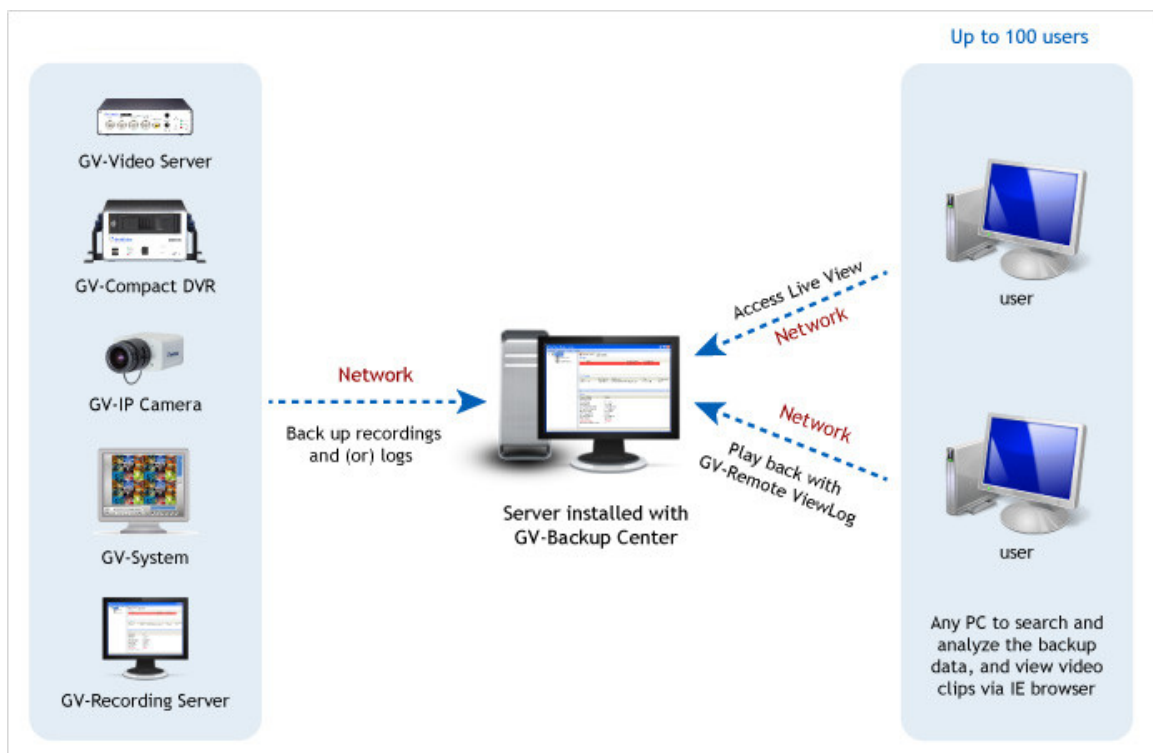 Up to 100 users
GV-Video Server
GV-Compact DVR
GV-IP Camera
GV-System
GV-Recording Server
Network
Back up recordings
and (or) logs
Server installed with
GV-Backup Center
Access Live View
Network
Network
Play back with
GV-Remote ViewLog
user
user
Any PC to search and
analyze the backup
data, and view video
clips via IE browser